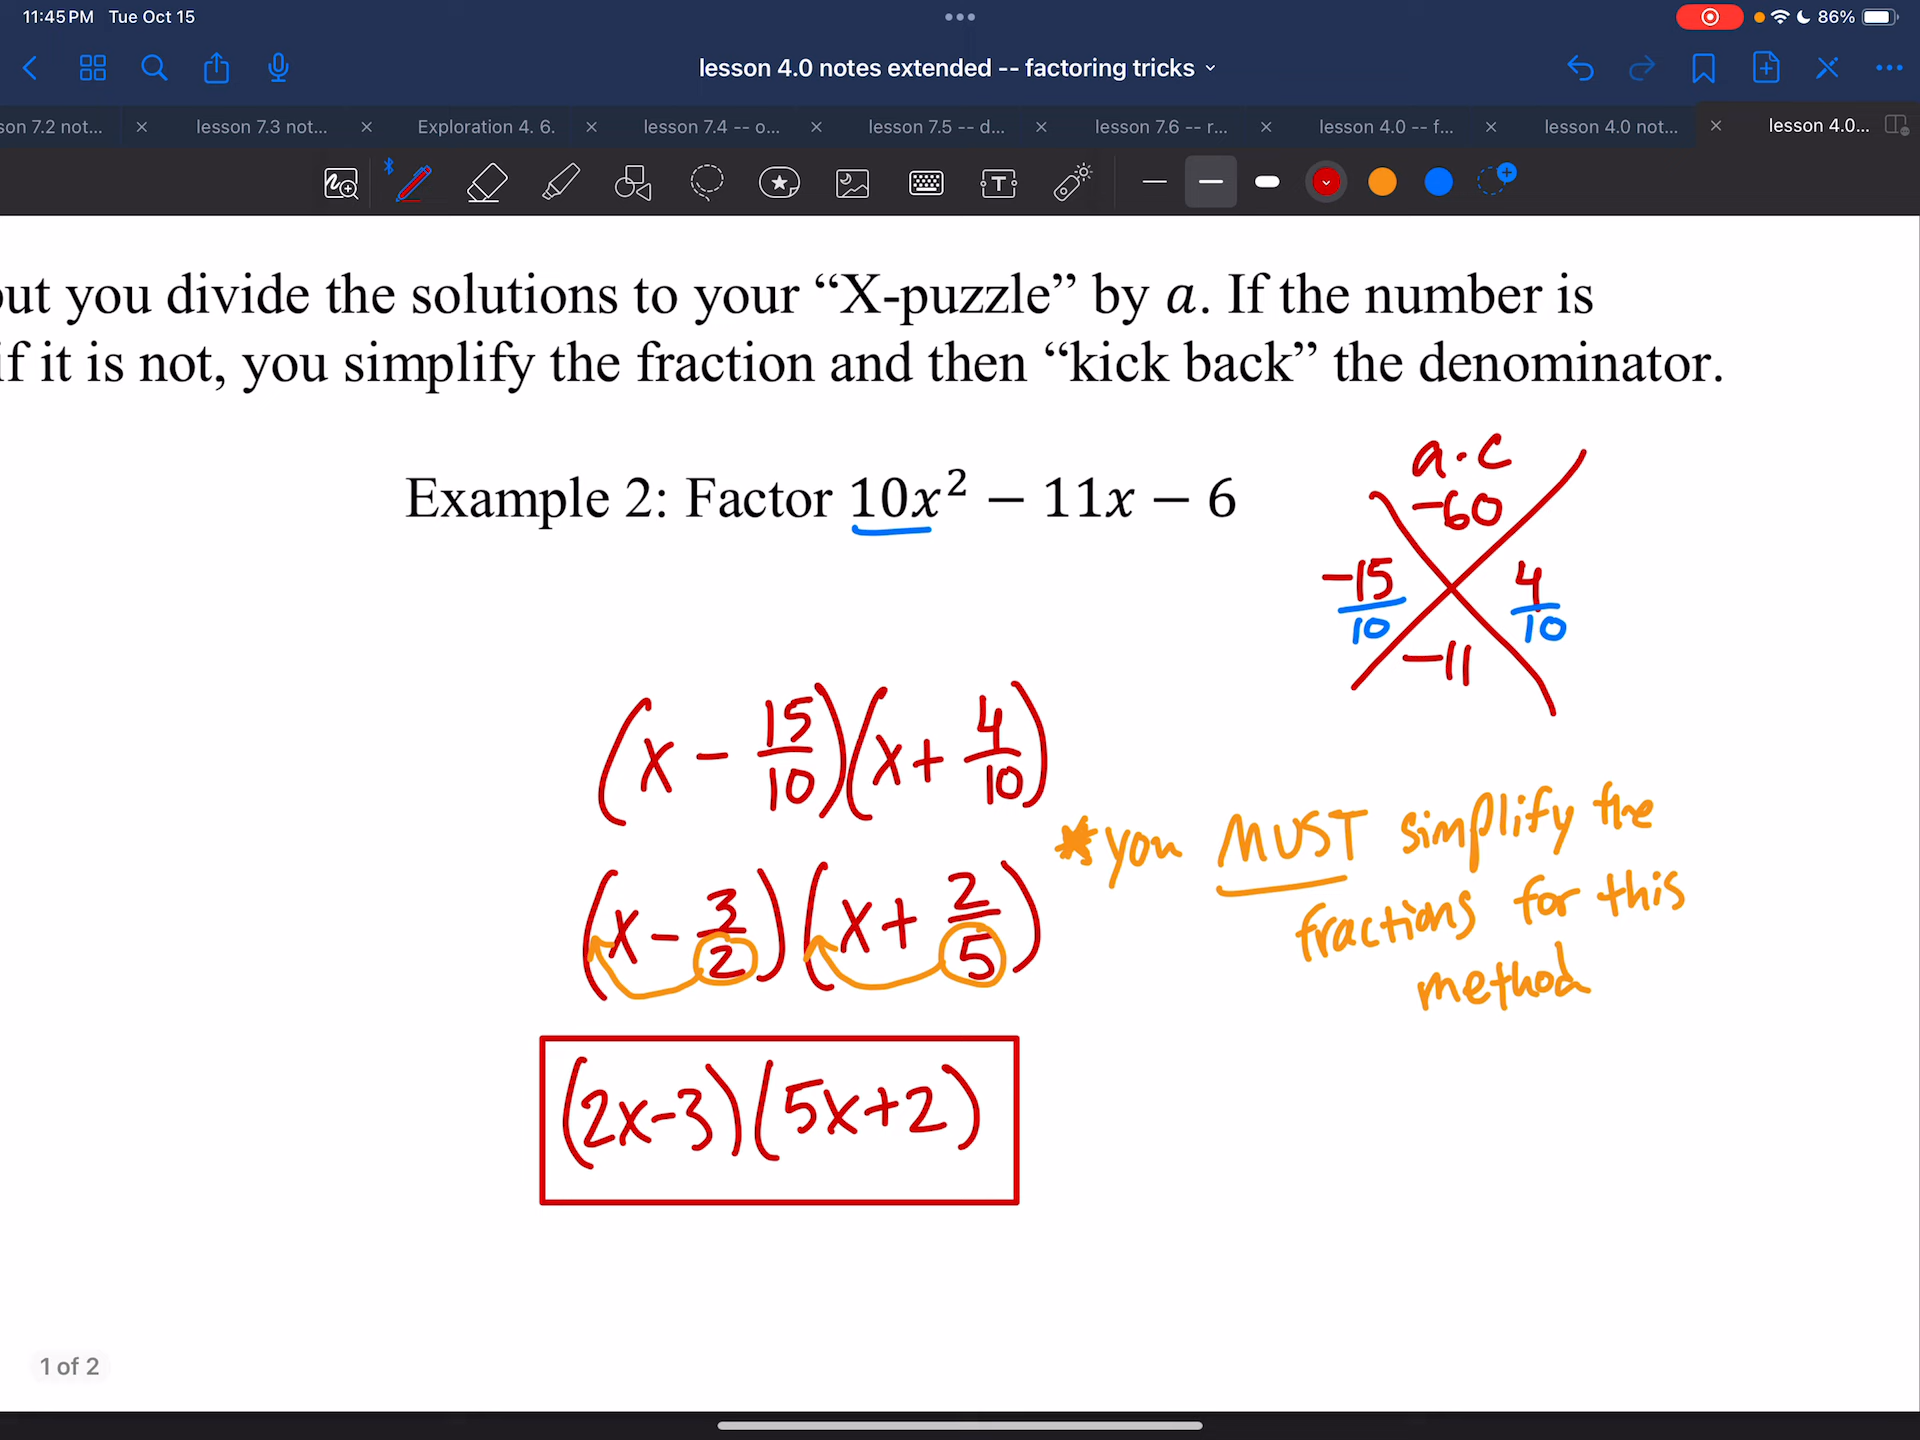 11:45 PM Tue Oct 15
86%
lesson 4.0 notes extended -- factoring tricks
son 7.2 not... lesson 7.3 not... Exploration 4. 6. lesson 7.4 -- o... lesson 7.5 -- d... lesson 7.6 -- r... lesson 4.0 -- f... lesson 4.0 not... lesson 4.0...
T
out you divide the solutions to your “X-puzzle” by a. If the number is
if it is not, you simplify the fraction and then “kick back” the denominator.
Example 2: Factor 10x² − 11x − 6
a·c
-60
-15/10 4/10
-11
(x - 15/10)(x + 4/10)
*you MUST simplify the
fractions for this
method
(x - 3/2)(x + 2/5)
(2x-3)(5x+2)
1 of 2